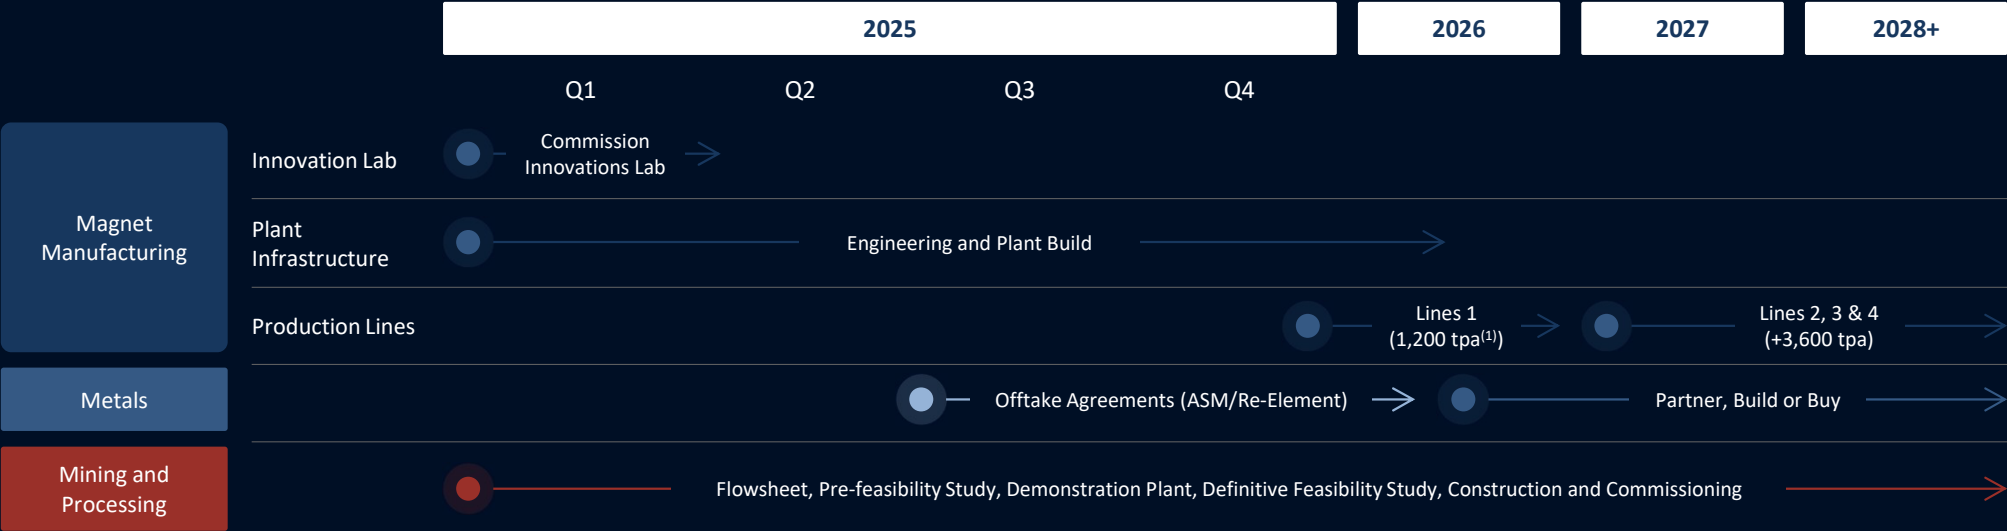 2025
2026
2027
2028+
Q1
Q2
Q3
Q4
Magnet
Manufacturing
Innovation Lab
Commission
Innovations Lab
Plant
Infrastructure
Engineering and Plant Build
Production Lines
Lines 1
(1,200 tpa(1))
Lines 2, 3 & 4
(+3,600 tpa)
Metals
Offtake Agreements (ASM/Re-Element)
Partner, Build or Buy
Mining and
Processing
Flowsheet, Pre-feasibility Study, Demonstration Plant, Definitive Feasibility Study, Construction and Commissioning